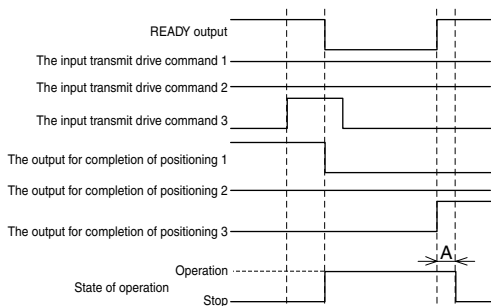 READY output
The input transmit drive command 1
The input transmit drive command 2
The input transmit drive command 3
The output for completion of positioning 1
The output for completion of positioning 2
The output for completion of positioning 3
A
Operation
State of operation
Stop